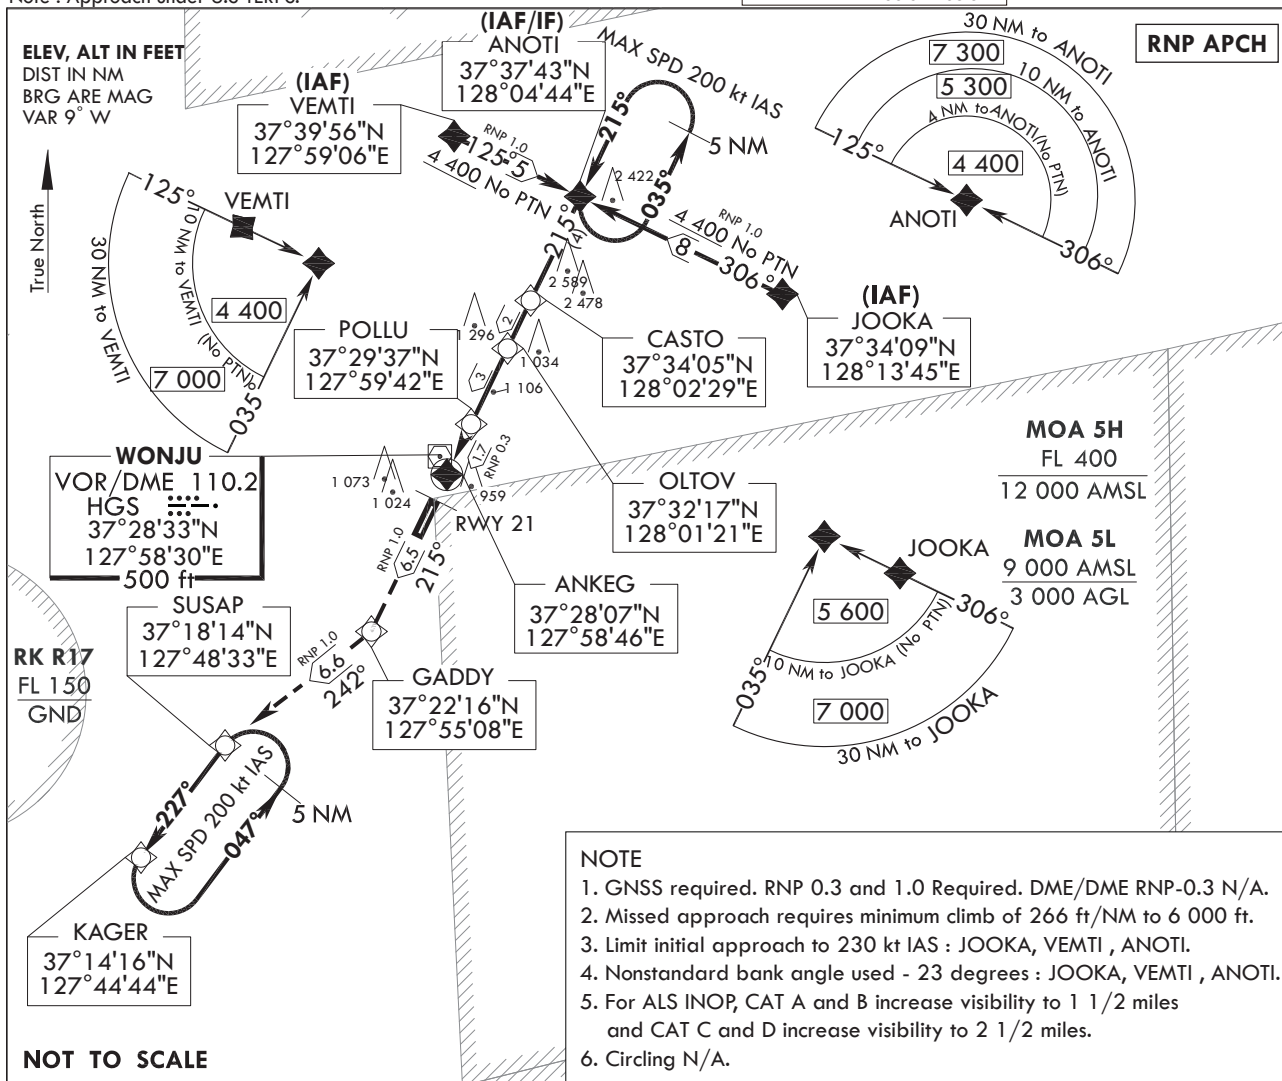 ELEV, ALT IN FEET
DIST IN NM
BRG ARE MAG
VAR 9° W
True North
(IAF/IF)
ANOTI
37°37'43"N
128°04'44"E
(IAF)
VEMTI
37°39'56"N
127°59'06"E
MAX SPD 200 kt IAS
215°
035°
5 NM
RNP 1.0
125°
5
4 400 No PTN
2 422
RNP 1.0
4 400 No PTN
8
306°
(IAF)
JOOKA
37°34'09"N
128°13'45"E
RNP APCH
30 NM to ANOTI
7 300
10 NM to ANOTI
5 300
4 NM to ANOTI(No PTN)
4 400
125°
ANOTI
306°
125°
VEMTI
10 NM to VEMTI (No PTN)
30 NM to VEMTI
4 400
7 000
035°
215°
(4)
2 589
2 478
2
296
1 034
3
1 106
POLLU
37°29'37"N
127°59'42"E
CASTO
37°34'05"N
128°02'29"E
OLTOV
37°32'17"N
128°01'21"E
WONJU
VOR/DME 110.2
HGS
37°28'33"N
127°58'30"E
500 ft
1 073
1 024
1.7
RNP 0.3
959
RWY 21
ANKEG
37°28'07"N
127°58'46"E
RNP 1.0
6.5
215°
SUSAP
37°18'14"N
127°48'33"E
RNP 1.0
6.6
242°
GADDY
37°22'16"N
127°55'08"E
RK R17
FL 150
GND
MOA 5H
FL 400
12 000 AMSL
MOA 5L
9 000 AMSL
3 000 AGL
JOOKA
306°
5 600
10 NM to JOOKA (No PTN)
035°
7 000
30 NM to JOOKA
227°
MAX SPD 200 kt IAS
047°
5 NM
KAGER
37°14'16"N
127°44'44"E
NOT TO SCALE
NOTE
1. GNSS required. RNP 0.3 and 1.0 Required. DME/DME RNP-0.3 N/A.
2. Missed approach requires minimum climb of 266 ft/NM to 6 000 ft.
3. Limit initial approach to 230 kt IAS : JOOKA, VEMTI , ANOTI.
4. Nonstandard bank angle used - 23 degrees : JOOKA, VEMTI , ANOTI.
5. For ALS INOP, CAT A and B increase visibility to 1 1/2 miles
and CAT C and D increase visibility to 2 1/2 miles.
6. Circling N/A.